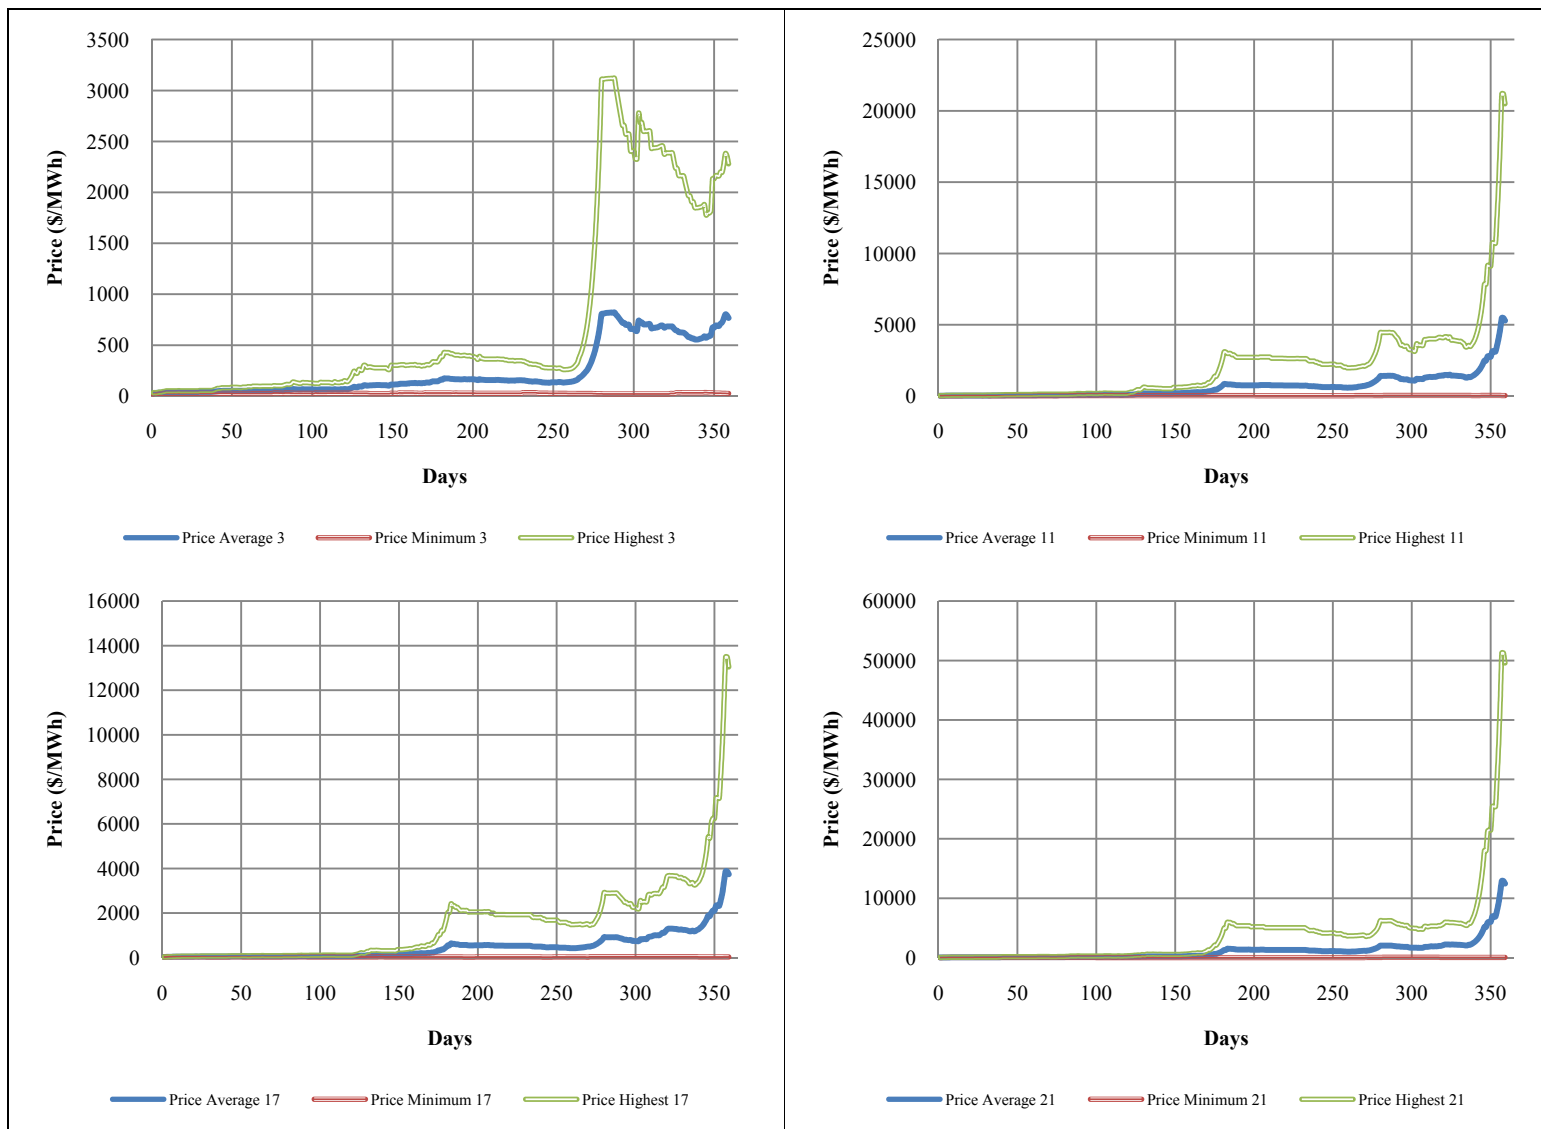 3500
3000
2500
2000
1500
1000
500
0
Price ($/MWh)
0 50 100 150 200 250 300 350
Days
Price Average 3 Price Minimum 3 Price Highest 3
25000
20000
15000
10000
5000
0
Price ($/MWh)
0 50 100 150 200 250 300 350
Days
Price Average 11 Price Minimum 11 Price Highest 11
16000
14000
12000
10000
8000
6000
4000
2000
0
Price ($/MWh)
0 50 100 150 200 250 300 350
Days
Price Average 17 Price Minimum 17 Price Highest 17
60000
50000
40000
30000
20000
10000
0
Price ($/MWh)
0 50 100 150 200 250 300 350
Days
Price Average 21 Price Minimum 21 Price Highest 21